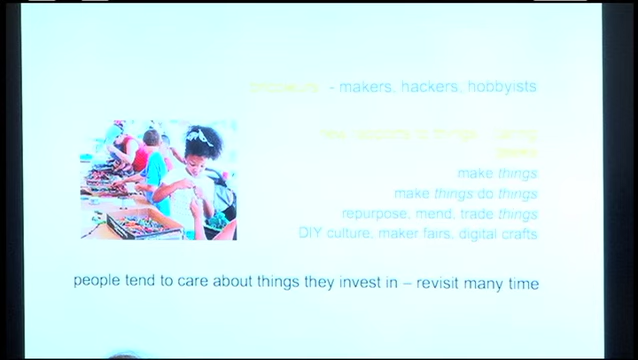 - makers, hackers, hobbyists
make things
make things do things
repurpose, mend, trade things
DIY culture, maker fairs, digital crafts
people tend to care about things they invest in – revisit many time